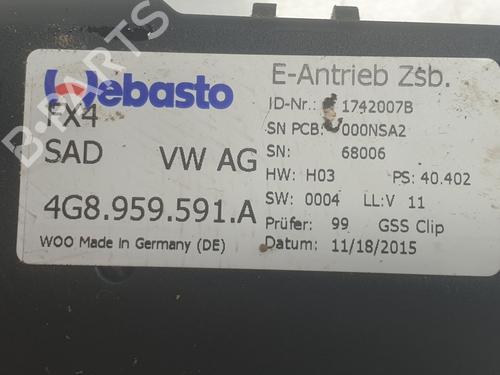 Webasto
FX4
SAD VW AG
4G8.959.591.A
WOO Made in Germany (DE)
E-Antrieb Zsb.
ID-Nr.: 1742007B
SN PCB: 000NSA2
SN: 68006
HW: H03 PS: 40.402
SW: 0004 LL:V 11
Prüfer: 99 GSS Clip
Datum: 11/18/2015
B-PARTS